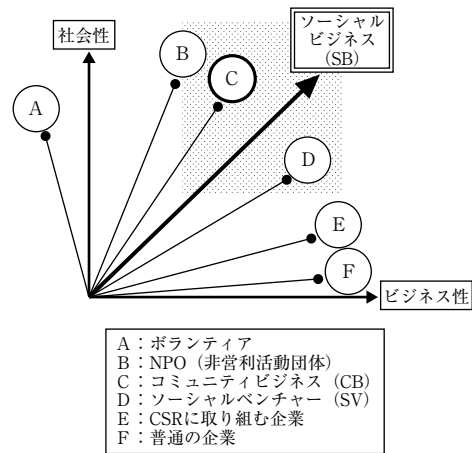 社会性
ソーシャル
ビジネス
(SB)
A
B
C
D
E
F
ビジネス性
A:ボランティア
B:NPO(非営利活動団体)
C:コミュニティビジネス(CB)
D:ソーシャルベンチャー(SV)
E:CSRに取り組む企業
F:普通の企業